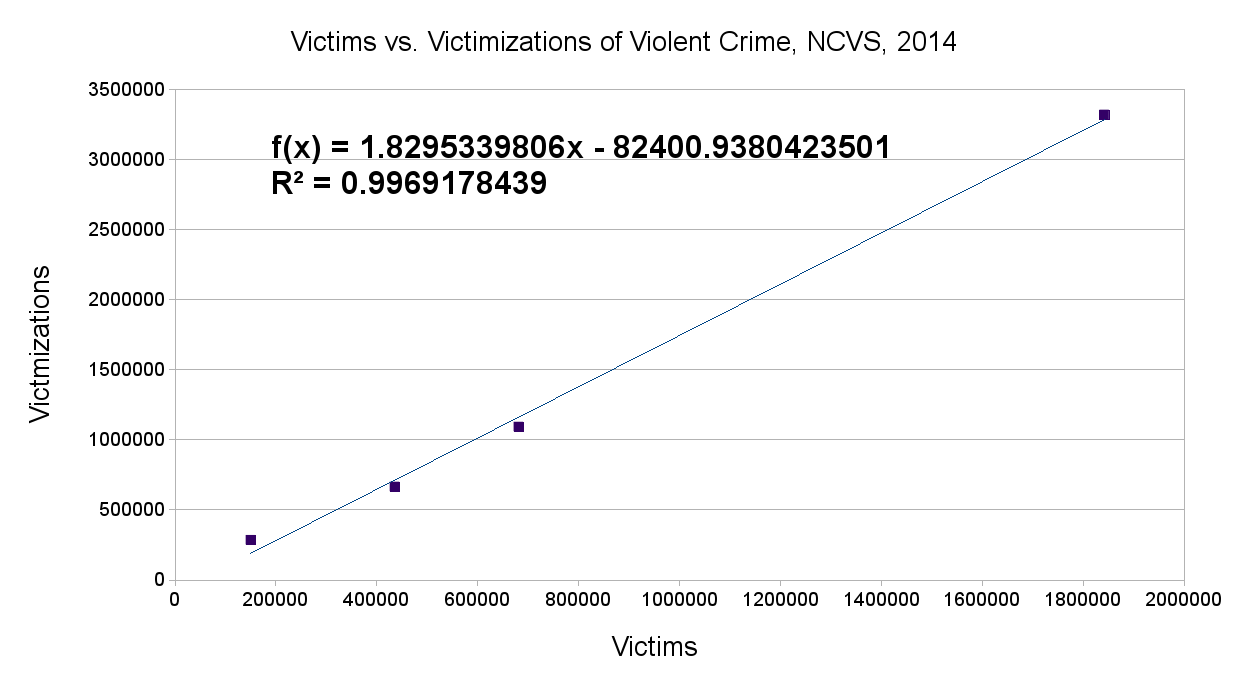 Victims vs. Victimizations of Violent Crime, NCVS, 2014
3500000
f(x) = 1.8295339806x - 82400.9380423501
3000000
R² = 0.9969178439
2500000
2000000
1500000
1000000
500000
0
Victmizations
0 200000 400000 600000 800000 1000000 1200000 1400000 1600000 1800000 2000000
Victims